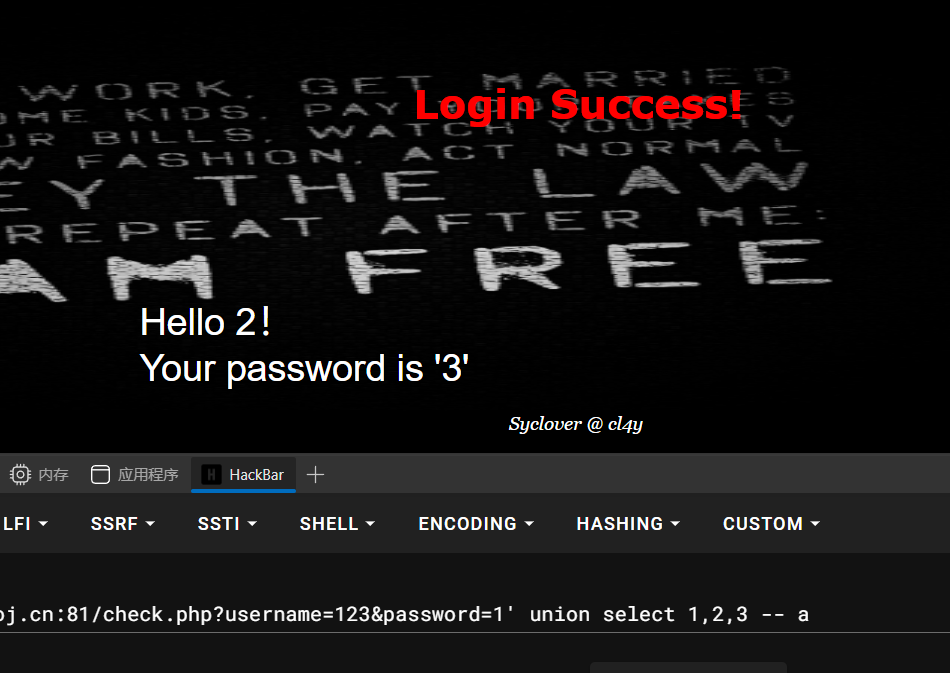 WORK. GET MARRIED
OME KIDS. PAY
UR BILLS. WATCH YOUR TV
W FASHION. ACT NORMAL
EY THE LAW
REPEAT AFTER ME:
AM FREE
Login Success!
Hello 2!
Your password is '3'
Syclover @ cl4y
内存 应用程序 HackBar
LFI SSRF SSTI SHELL ENCODING HASHING CUSTOM
oj.cn:81/check.php?username=123&password=1' union select 1,2,3 -- a